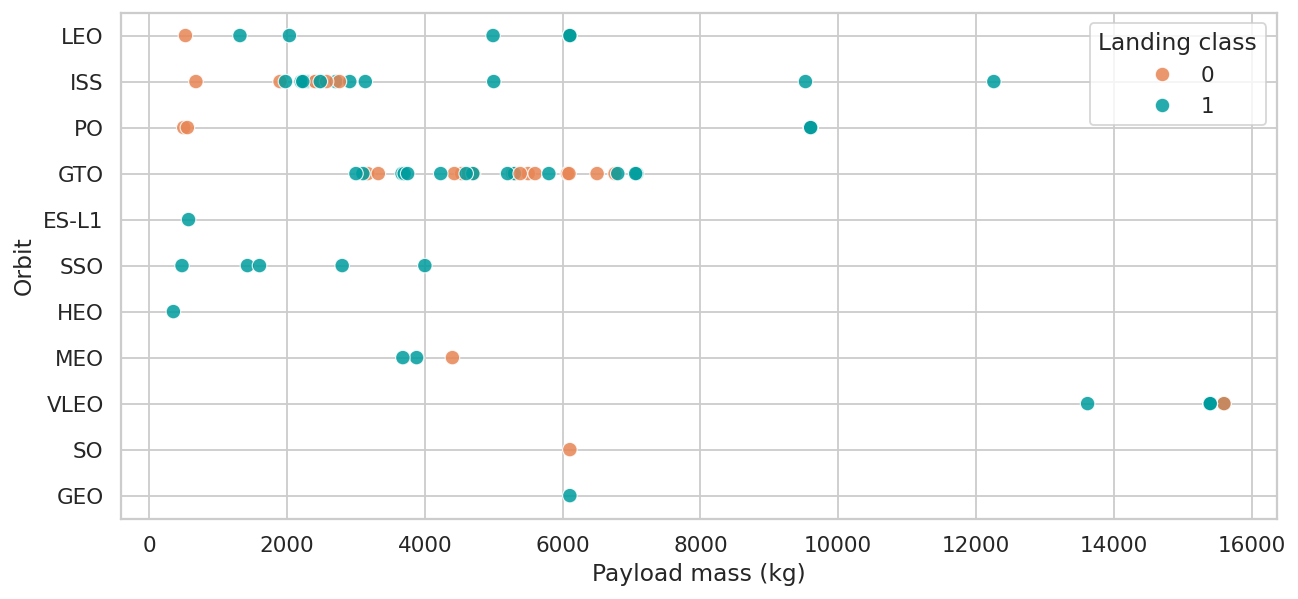 Landing class
0
1
Orbit
LEO
ISS
PO
GTO
ES-L1
SSO
HEO
MEO
VLEO
SO
GEO
0 2000 4000 6000 8000 10000 12000 14000 16000
Payload mass (kg)